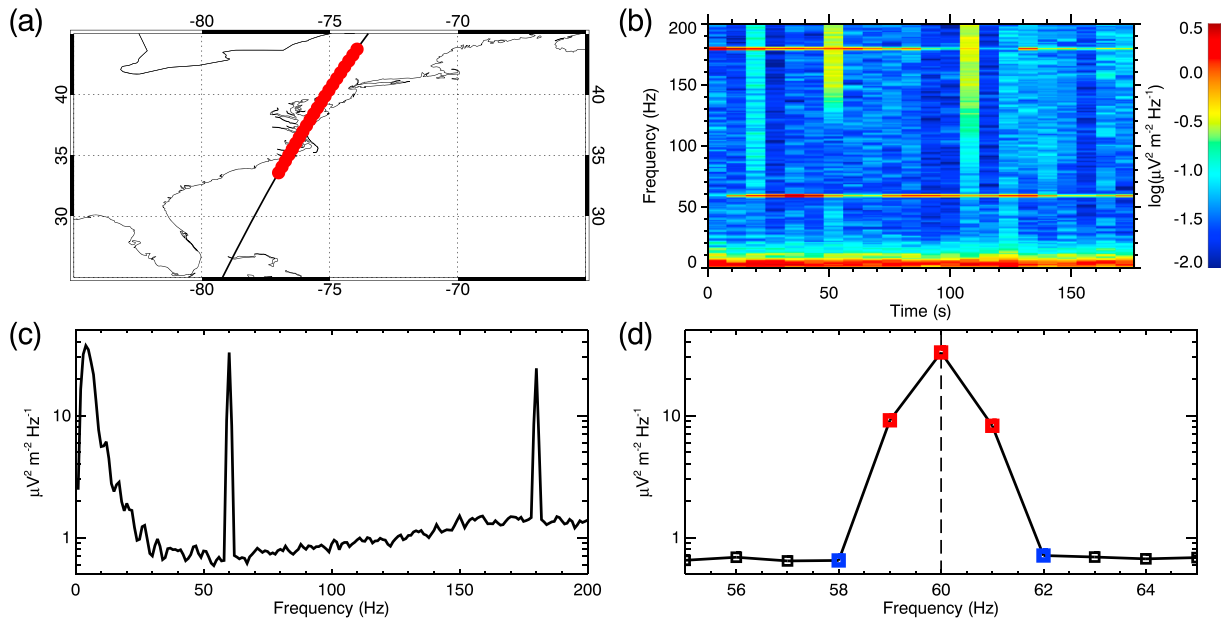 (a)
-80 -75 -70
40 40
35 35
30 30
-80 -75 -70
(b)
200
150
100
50
0
Frequency (Hz)
0 50 100 150
Time (s)
0.5
0.0
-0.5
-1.0
-1.5
-2.0
log(μV² m⁻² Hz⁻¹)
(c)
10
1
μV² m⁻² Hz⁻¹
0 50 100 150 200
Frequency (Hz)
(d)
10
1
μV² m⁻² Hz⁻¹
56 58 60 62 64
Frequency (Hz)